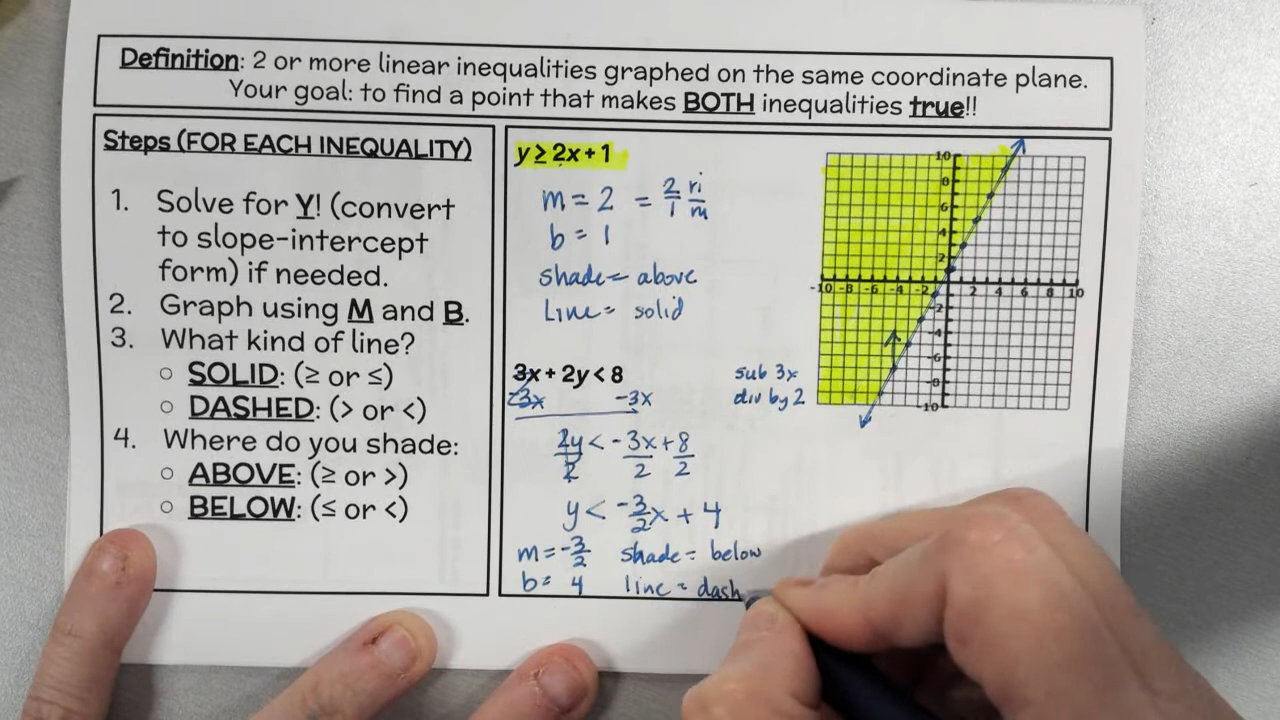 Definition: 2 or more linear inequalities graphed on the same coordinate plane.
Your goal: to find a point that makes BOTH inequalities true!!
Steps (FOR EACH INEQUALITY)
1. Solve for Y! (convert
to slope-intercept
form) if needed.
2. Graph using M and B.
3. What kind of line?
○ SOLID: (≥ or ≤)
○ DASHED: (> or <)
4. Where do you shade:
○ ABOVE: (≥ or >)
○ BELOW: (≤ or <)
y ≥ 2x + 1
m = 2 = 2/1 ri/m
b = 1
shade = above
Line = solid
3x + 2y < 8
-3x -3x
2y < -3x + 8
2 2 2
y < -3/2x + 4
m = -3/2 shade = below
b = 4 line = dash
sub 3x
div by 2
10
8
6
4
2
-10 -8 -6 -4 -2 2 4 6 8 10
-2
-4
-6
-8
-10